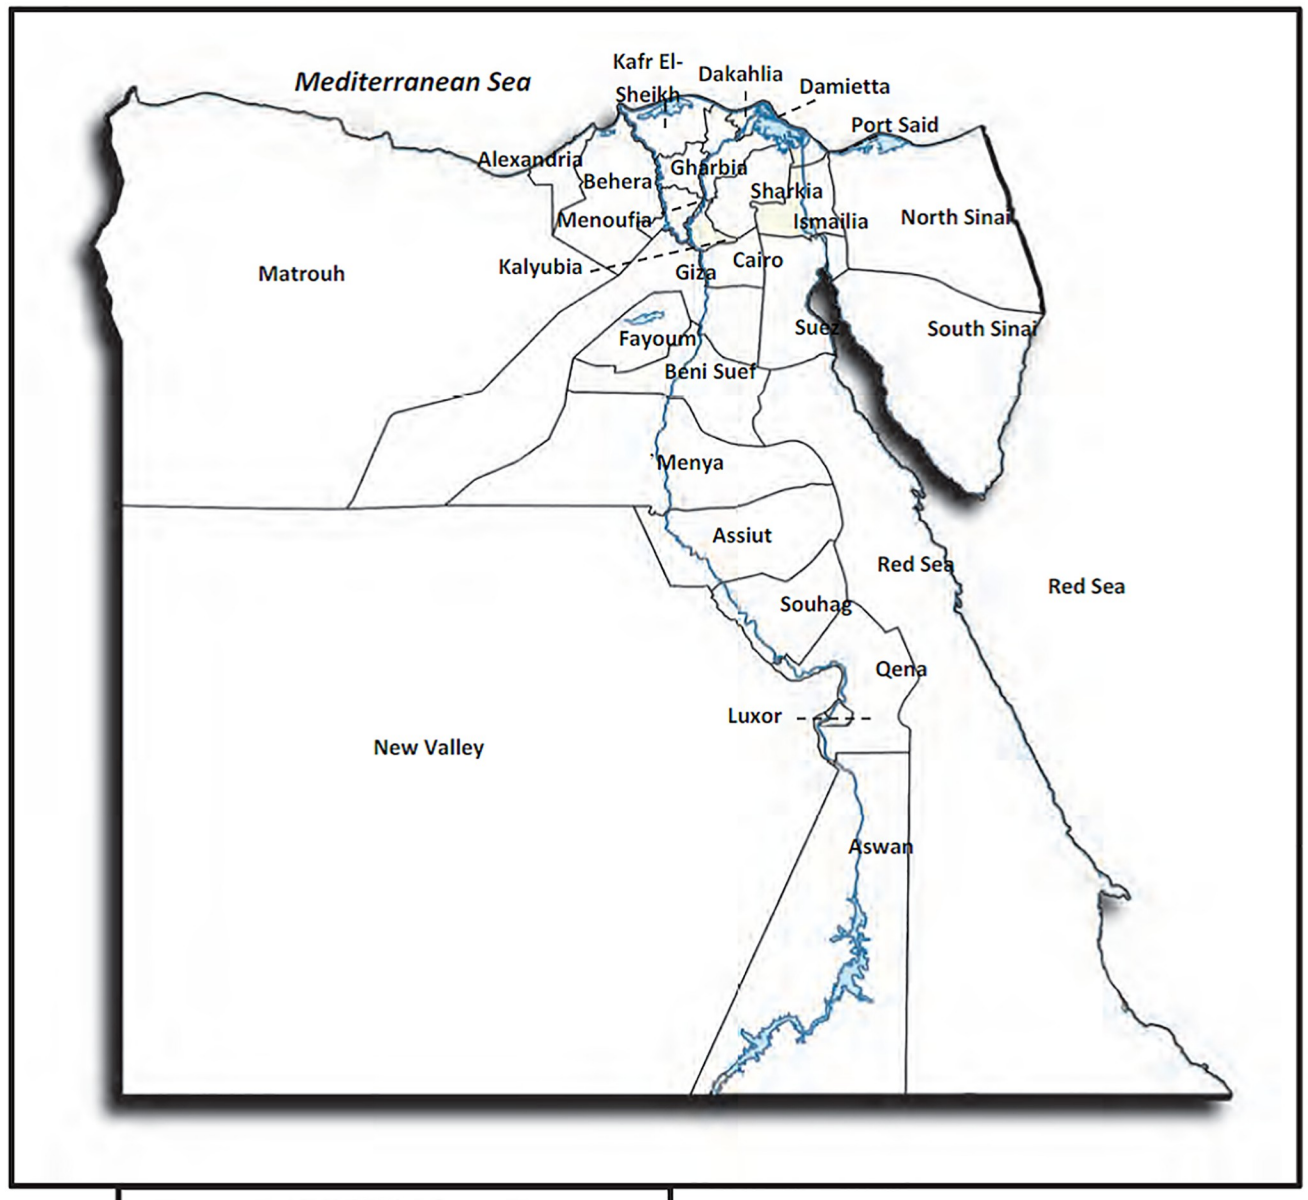 Kafr El-
Sheikh
Dakahlia
Mediterranean Sea
Damietta
Port Said
Alexandria
Gharbia
Behera
Sharkia
Menoufia
Ismailia
North Sinai
Kalyubia
Cairo
Giza
Matrouh
Suez
South Sinai
Fayoum
Beni Suef
Menya
Assiut
Red Sea
Red Sea
Souhag
Qena
Luxor
New Valley
Aswan